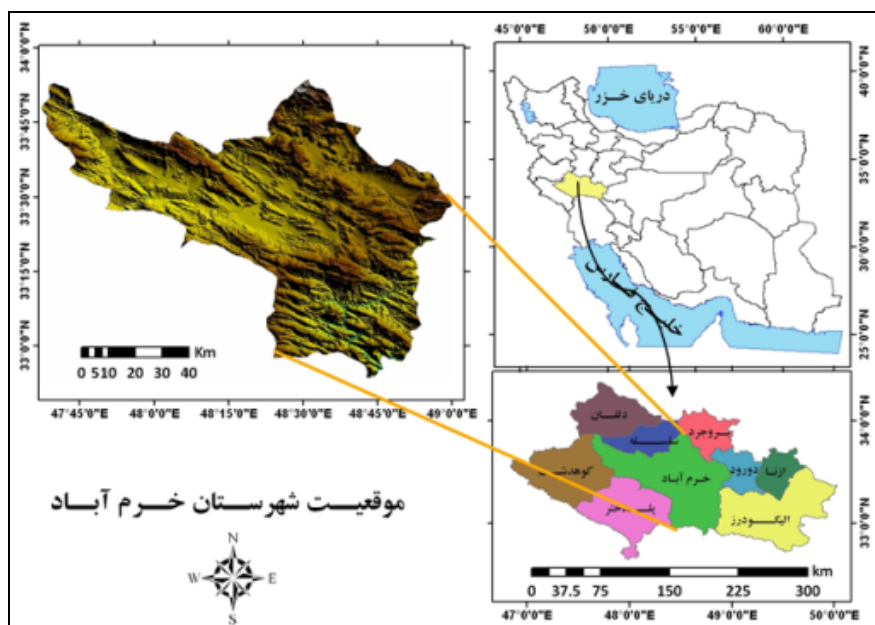 45°0'0"E 50°0'0"E 55°0'0"E 60°0'0"E
40°0'0"N
35°0'0"N
30°0'0"N
25°0'0"N
دریای خزر
خلیج فارس
34°0'0"N
33°45'0"N
33°30'0"N
33°15'0"N
33°0'0"N
Km
0 510 20 30 40
47°45'0"E 48°0'0"E 48°15'0"E 48°30'0"E 48°45'0"E 49°0'0"E
دلفان
بروجرد
سلسله
کوهدشت
خرم آباد
دورود
ازنا
پلدختر
الیگودرز
34°0'0"N
33°0'0"N
km
0 37.5 75 150 225 300
47°0'0"E 48°0'0"E 49°0'0"E 50°0'0"E
موقعیت شهرستان خرم آباد
N
W E
S